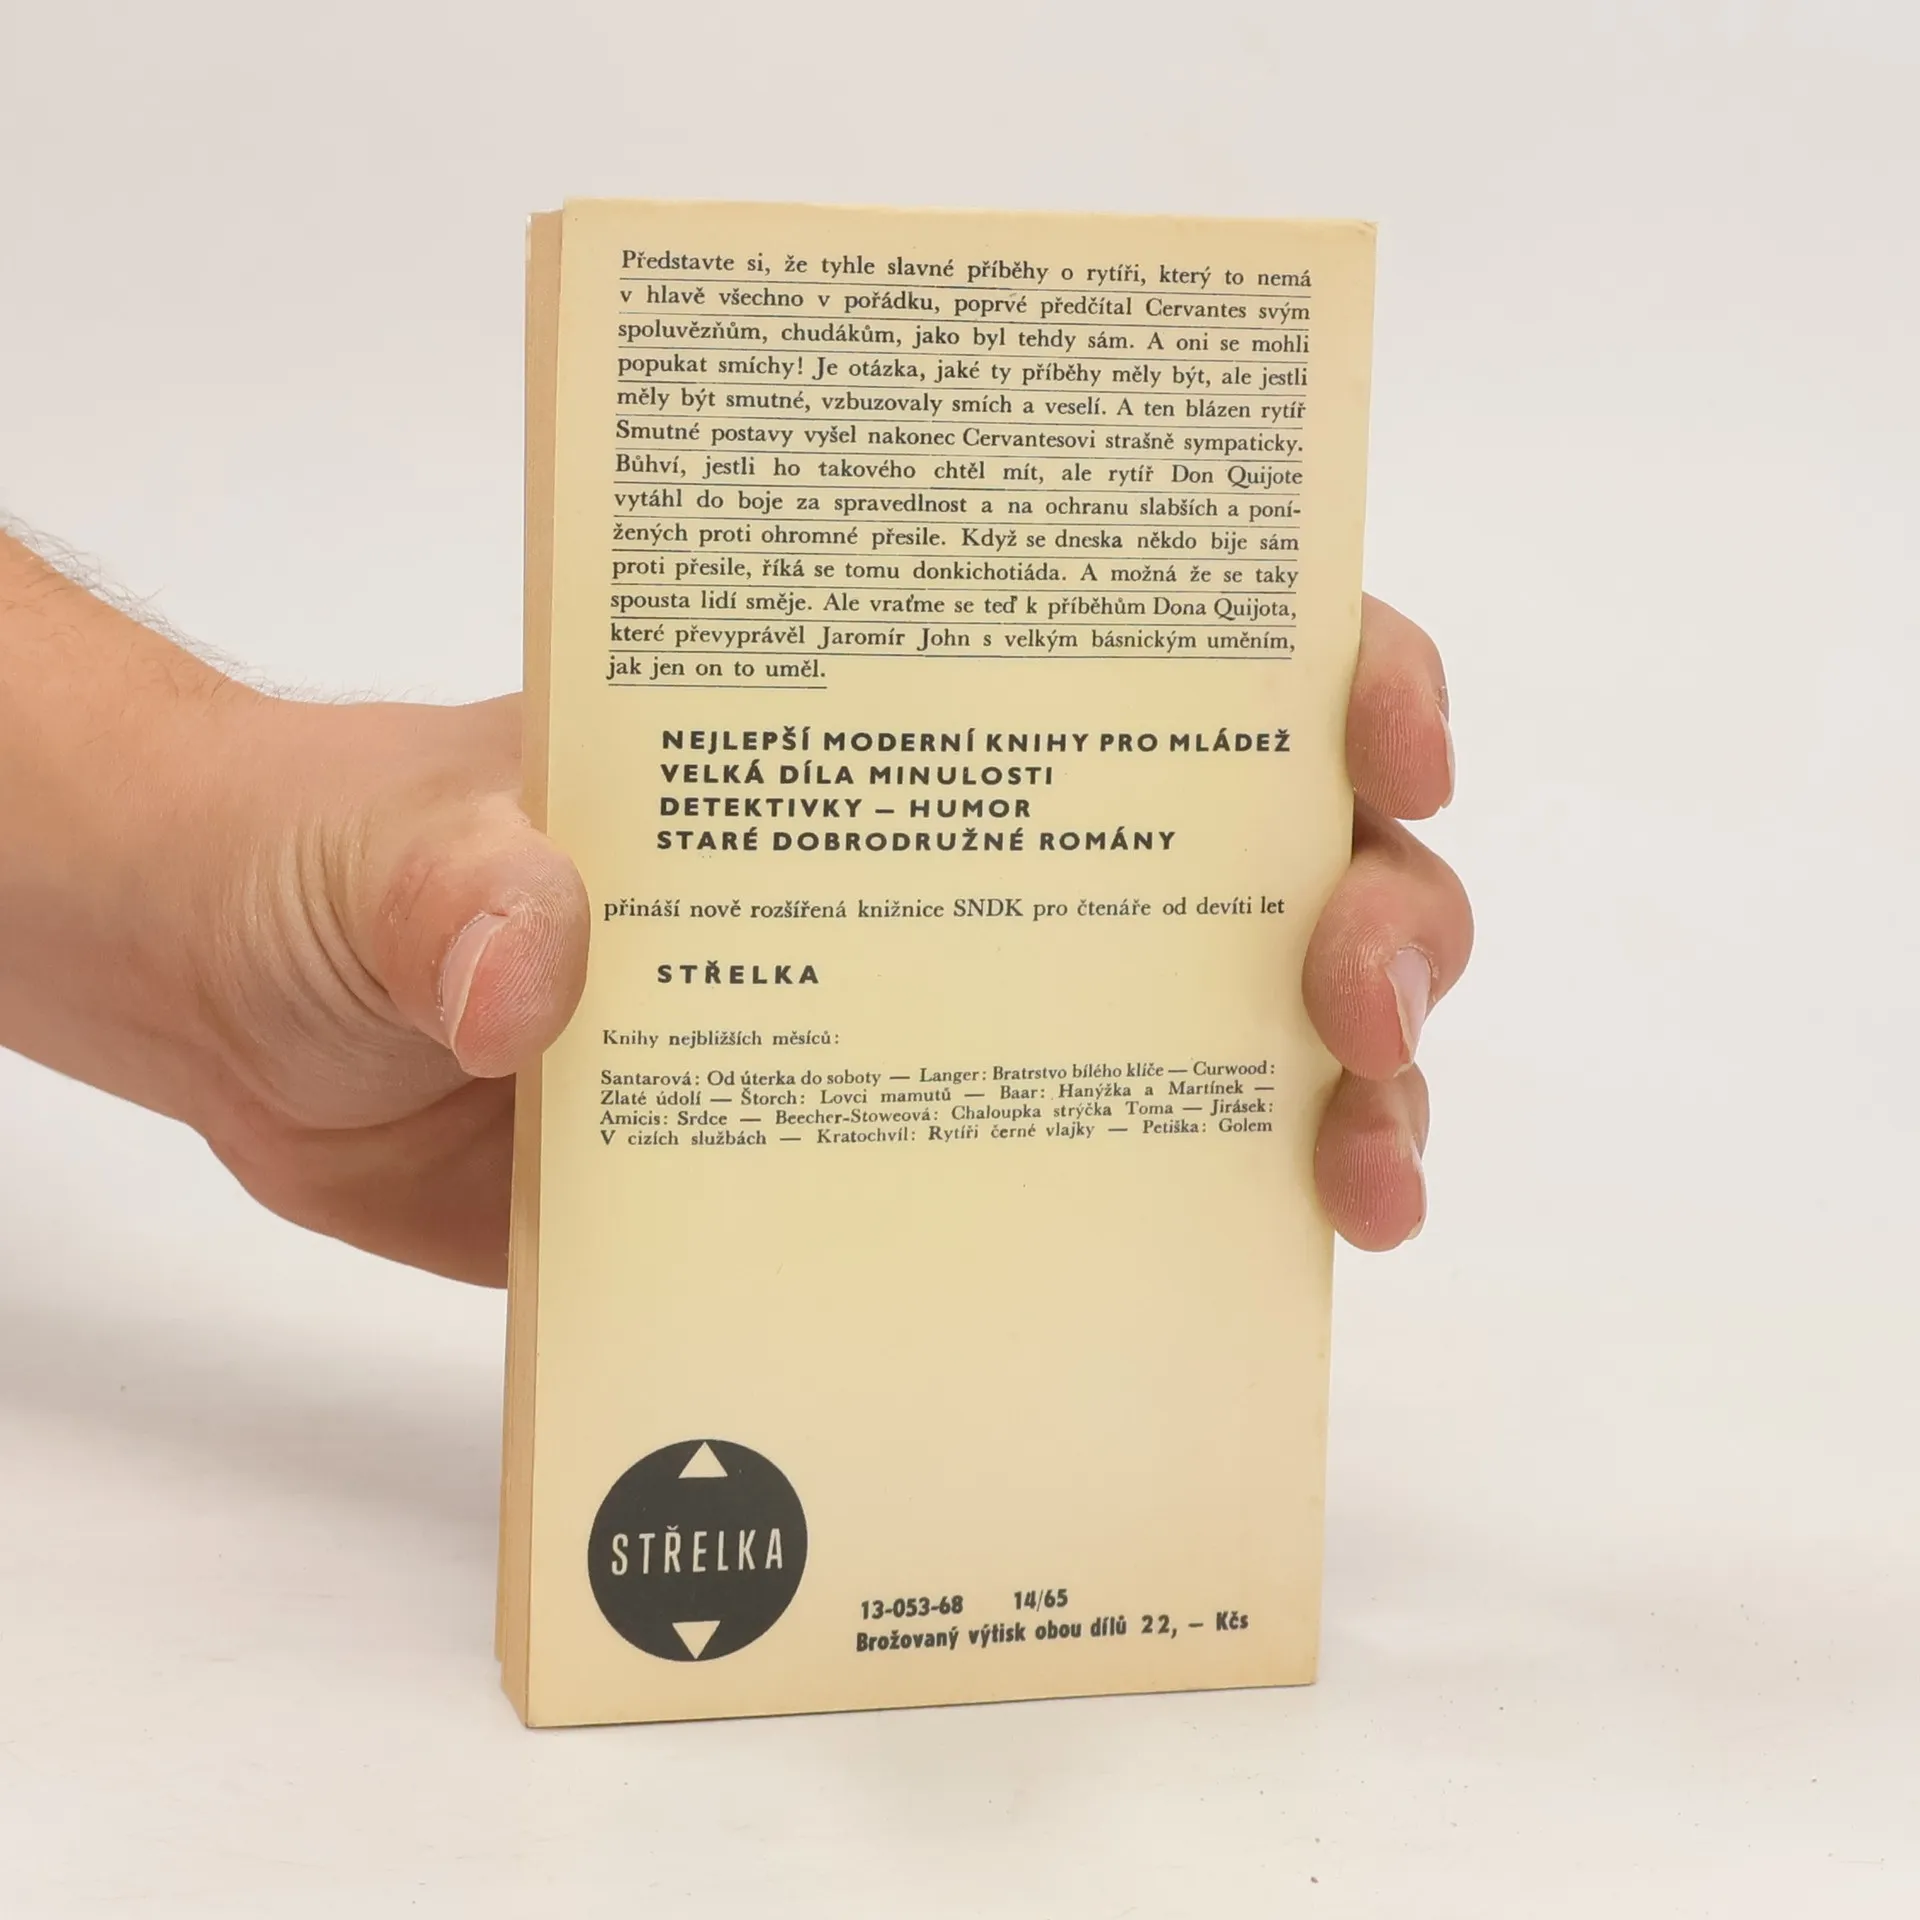 Představte si, že tyhle slavné příběhy o rytíři, který to nemá
v hlavě všechno v pořádku, poprvé předčítal Cervantes svým
spoluvězňům, chudákům, jako byl tehdy sám. A oni se mohli
popukat smíchy! Je otázka, jaké ty příběhy měly být, ale jestli
měly být smutné, vzbuzovaly smích a veselí. A ten blázen rytíř
Smutné postavy vyšel nakonec Cervantesovi strašně sympaticky.
Bůhví, jestli ho takového chtěl mít, ale rytíř Don Quijote
vytáhl do boje za spravedlnost a na ochranu slabších a poní-
žených proti ohromné přesile. Když se dneska někdo bije sám
proti přesile, říká se tomu donkichotiáda. A možná že se taky
spousta lidí směje. Ale vraťme se teď k příběhům Dona Quijota,
které převyprávěl Jaromír John s velkým básnickým uměním,
jak jen on to uměl.
NEJLEPŠÍ MODERNÍ KNIHY PRO MLÁDEŽ
VELKÁ DÍLA MINULOSTI
DETEKTIVKY — HUMOR
STARÉ DOBRODRUŽNÉ ROMÁNY
přináší nově rozšířená knižnice SNDK pro čtenáře od devíti let
STŘELKA
Knihy nejbližších měsíců:
Santarová: Od úterka do soboty — Langer: Bratrstvo bílého klíče — Curwood:
Zlaté údolí — Štorch: Lovci mamutů — Baar: Hanýžka a Martínek —
Amicis: Srdce — Beecher-Stoweová: Chaloupka strýčka Toma — Jirásek:
V cizích službách — Kratochvíl: Rytíři černé vlajky — Petiška: Golem
STŘELKA
13-053-68 14/65
Brožovaný výtisk obou dílů 22,— Kčs